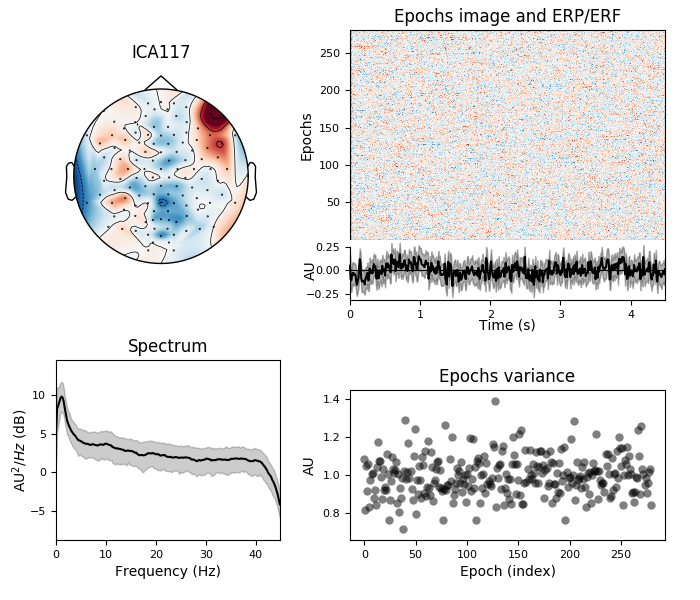 ICA117
Epochs image and ERP/ERF
Epochs
250
200
150
100
50
AU
0.25
0.00
−0.25
0 1 2 3 4
Time (s)
Spectrum
AU²/Hz (dB)
10
5
0
−5
0 10 20 30 40
Frequency (Hz)
Epochs variance
AU
1.4
1.2
1.0
0.8
0 50 100 150 200 250
Epoch (index)